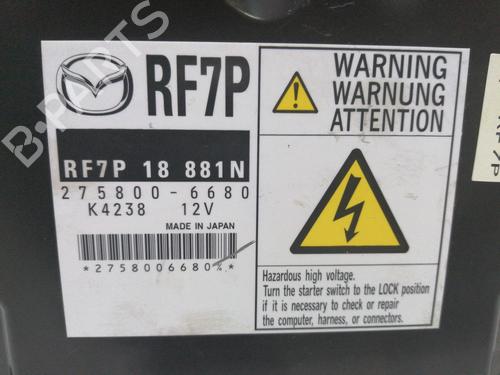 RF7P
RF7P 18 881N
275800-6680
K4238 12V
MADE IN JAPAN
*2758006680%*
WARNING
WARNUNG
ATTENTION
Hazardous high voltage.
Turn the starter switch to the LOCK position
if it is necessary to check or repair
the computer, harness, or connectors.
RF7P
B-PARTS